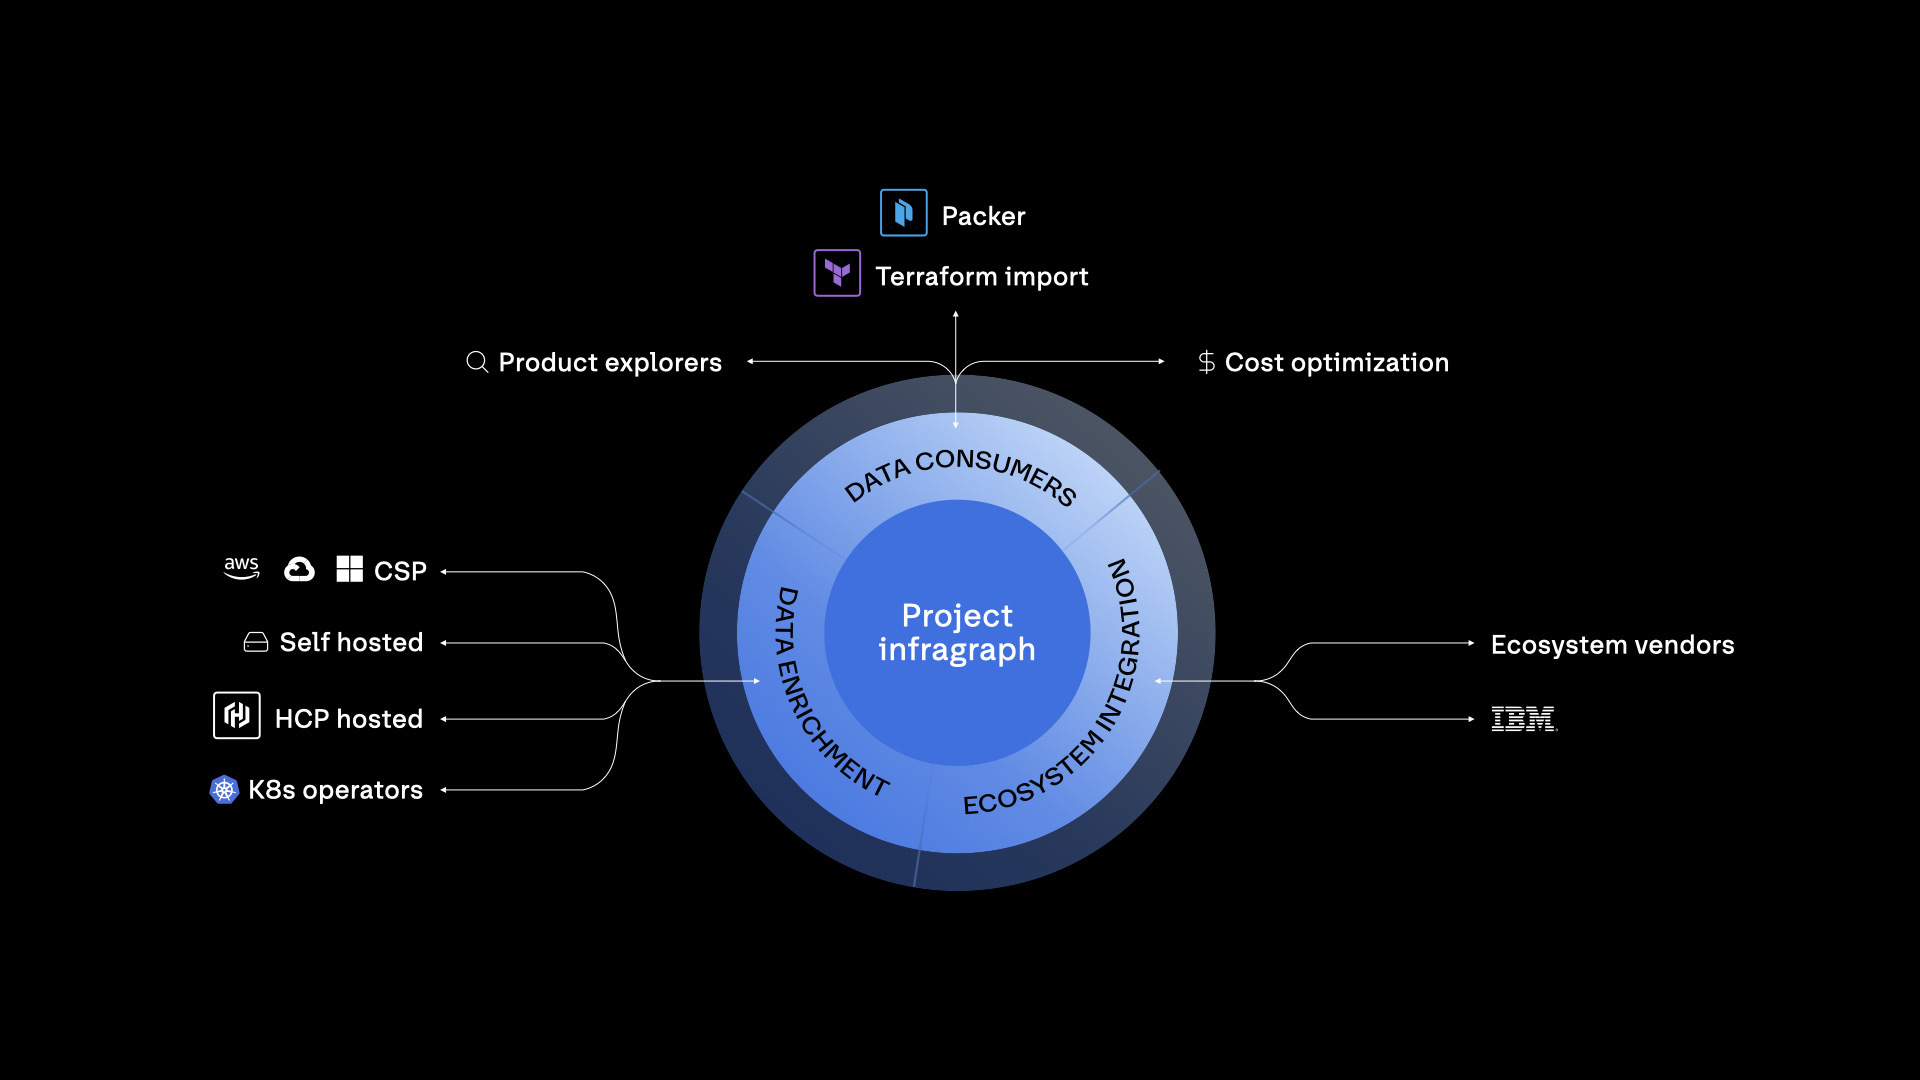 Packer
Terraform import
Product explorers
Cost optimization
DATA CONSUMERS
aws CSP
Self hosted
HCP hosted
K8s operators
DATA ENRICHMENT
Project
infragraph
ECOSYSTEM INTEGRATION
Ecosystem vendors
IBM